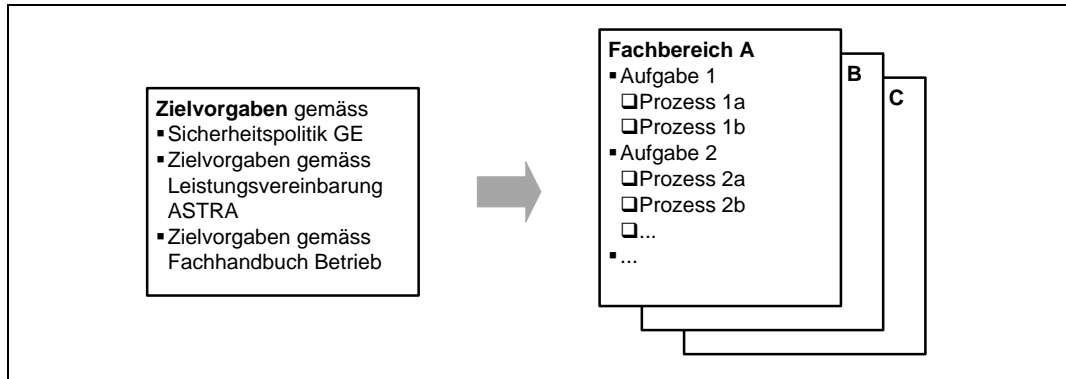 Zielvorgaben gemäss
▪ Sicherheitspolitik GE
▪ Zielvorgaben gemäss
Leistungsvereinbarung
ASTRA
▪ Zielvorgaben gemäss
Fachhandbuch Betrieb
Fachbereich A
▪ Aufgabe 1
❑ Prozess 1a
❑ Prozess 1b
▪ Aufgabe 2
❑ Prozess 2a
❑ Prozess 2b
❑ ...
▪ ...
B
C